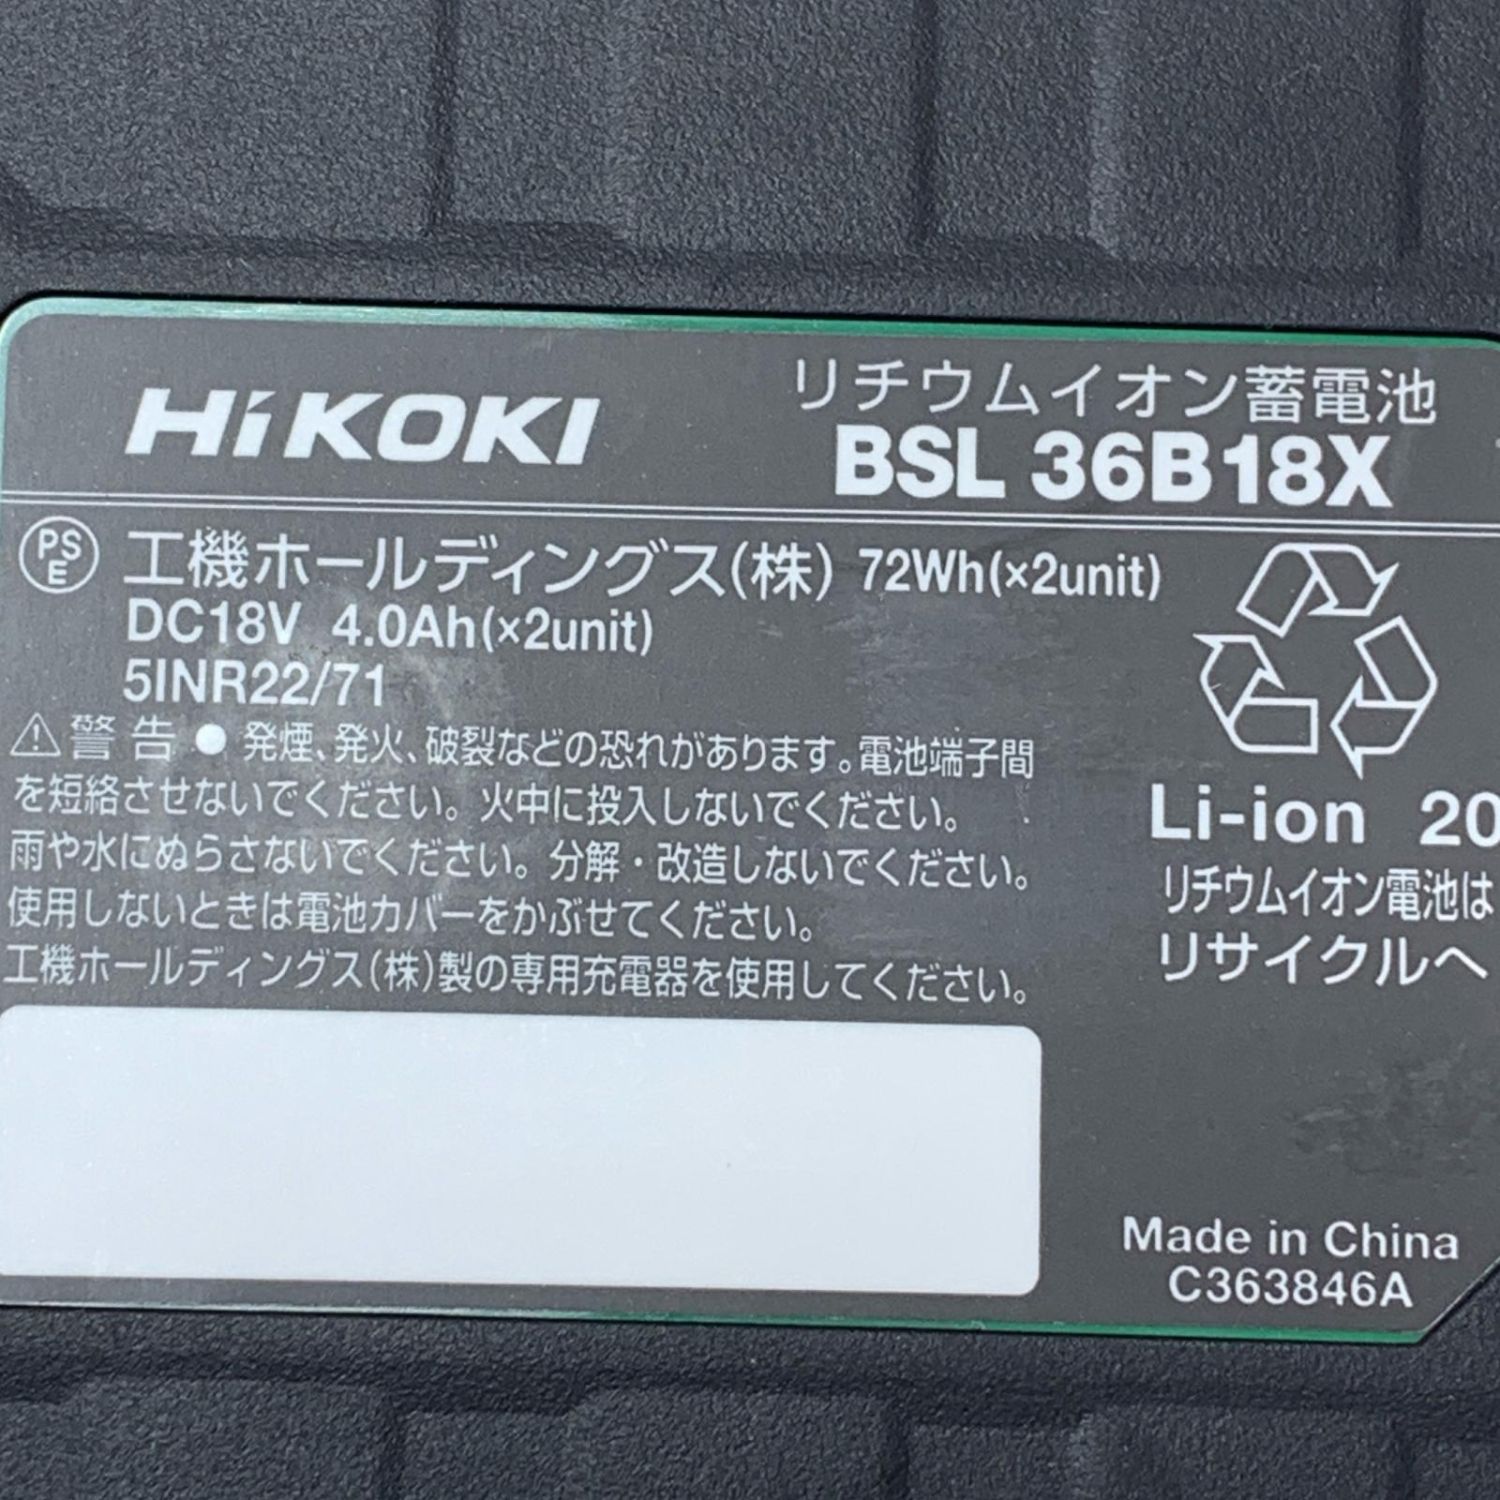 HiKOKI
リチウムイオン蓄電池
BSL 36B18X
PS
E
工機ホールディングス(株) 72Wh(×2unit)
DC18V 4.0Ah(×2unit)
5INR22/71
⚠警告 ● 発煙、発火、破裂などの恐れがあります。電池端子間
を短絡させないでください。火中に投入しないでください。
雨や水にぬらさないでください。分解・改造しないでください。
使用しないときは電池カバーをかぶせてください。
工機ホールディングス(株)製の専用充電器を使用してください。
Li-ion 20
リチウムイオン電池は
リサイクルへ
Made in China
C363846A